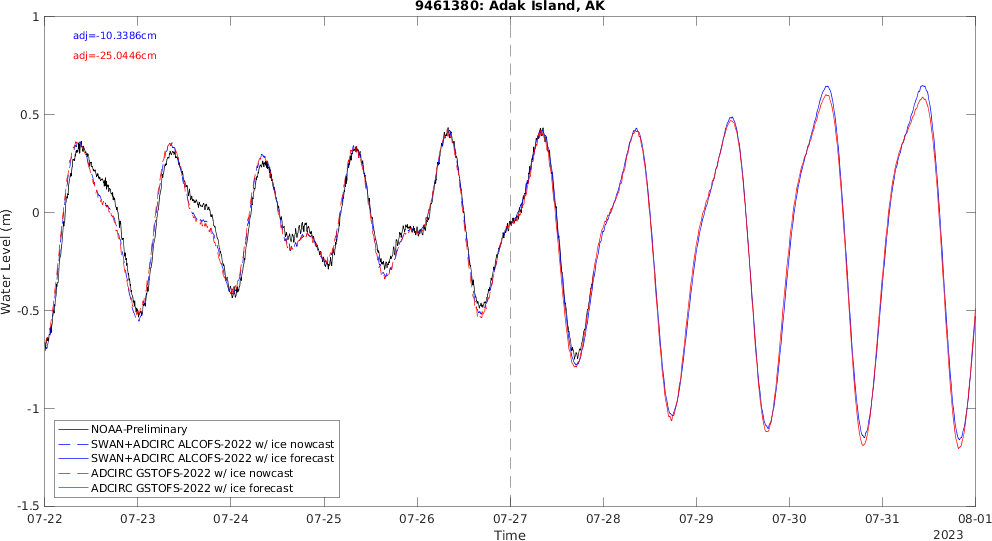 9461380: Adak Island, AK
adj=-10.3386cm
adj=-25.0446cm
1
0.5
0
-0.5
-1
-1.5
Water Level (m)
NOAA-Preliminary
SWAN+ADCIRC ALCOFS-2022 w/ ice nowcast
SWAN+ADCIRC ALCOFS-2022 w/ ice forecast
ADCIRC GSTOFS-2022 w/ ice nowcast
ADCIRC GSTOFS-2022 w/ ice forecast
07-22 07-23 07-24 07-25 07-26 07-27 07-28 07-29 07-30 07-31 08-01
Time
2023